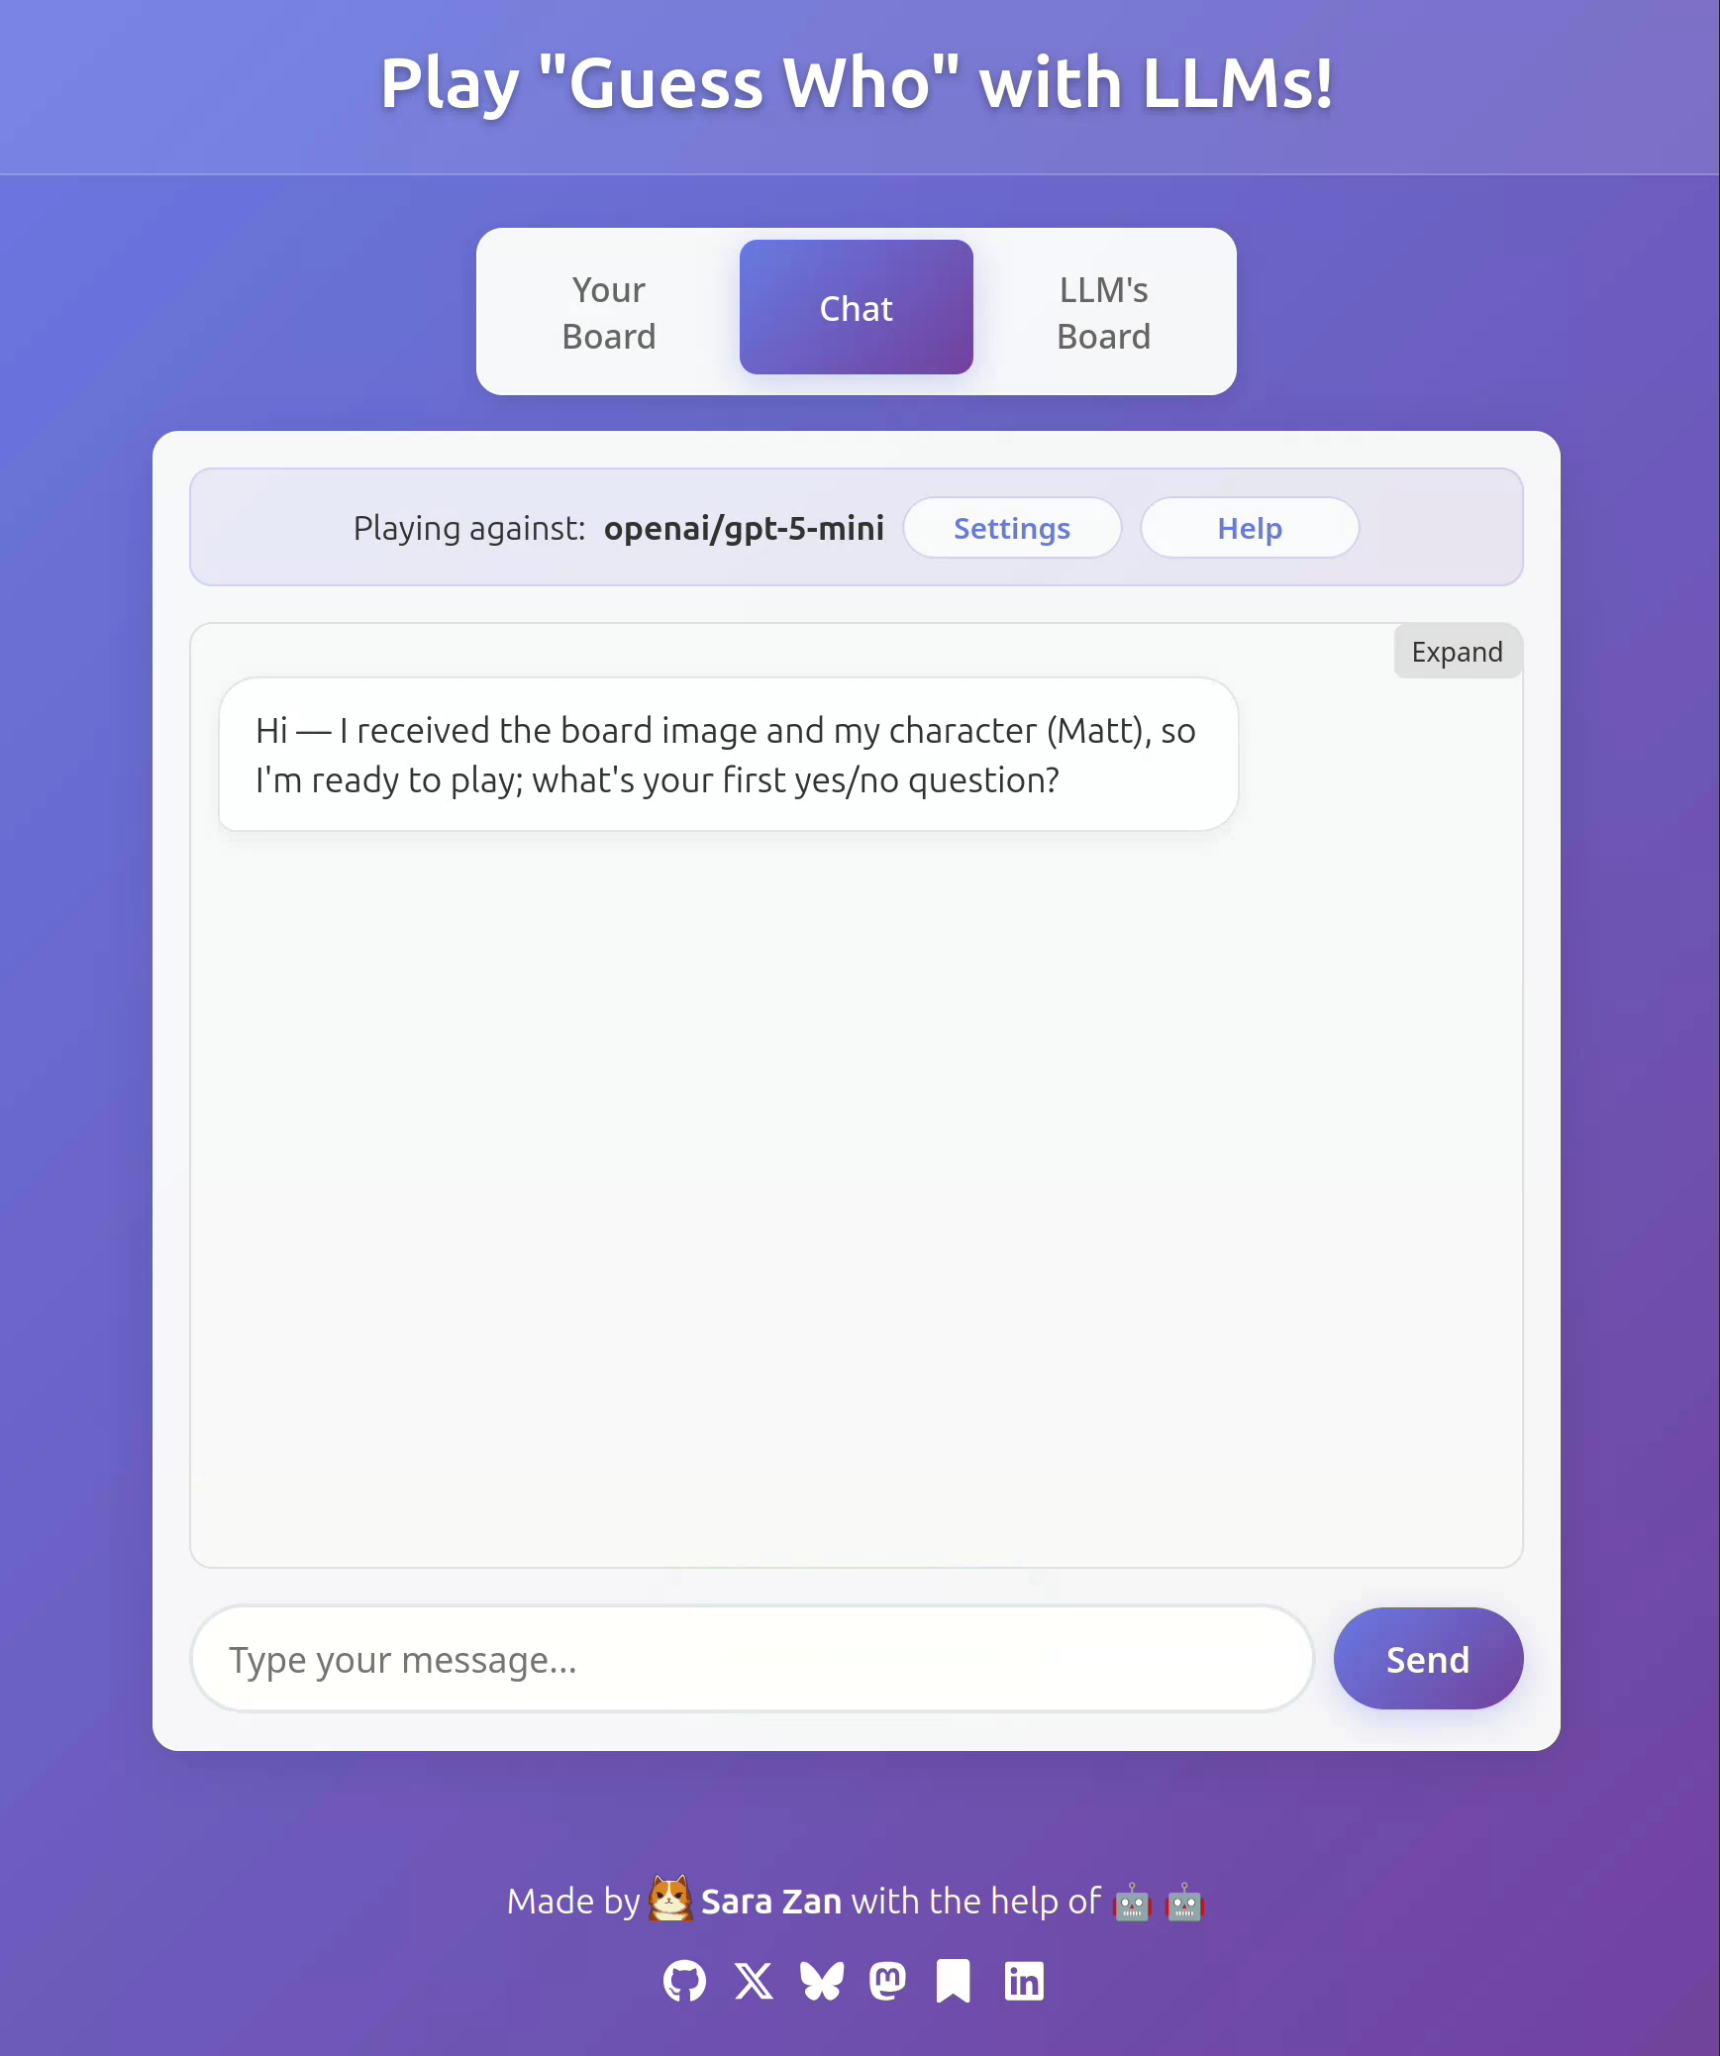 Play "Guess Who" with LLMs!
Your
Board
Chat
LLM's
Board
Playing against: openai/gpt-5-mini
Settings
Help
Expand
Hi — I received the board image and my character (Matt), so
I'm ready to play; what's your first yes/no question?
Type your message...
Send
Made by Sara Zan with the help of